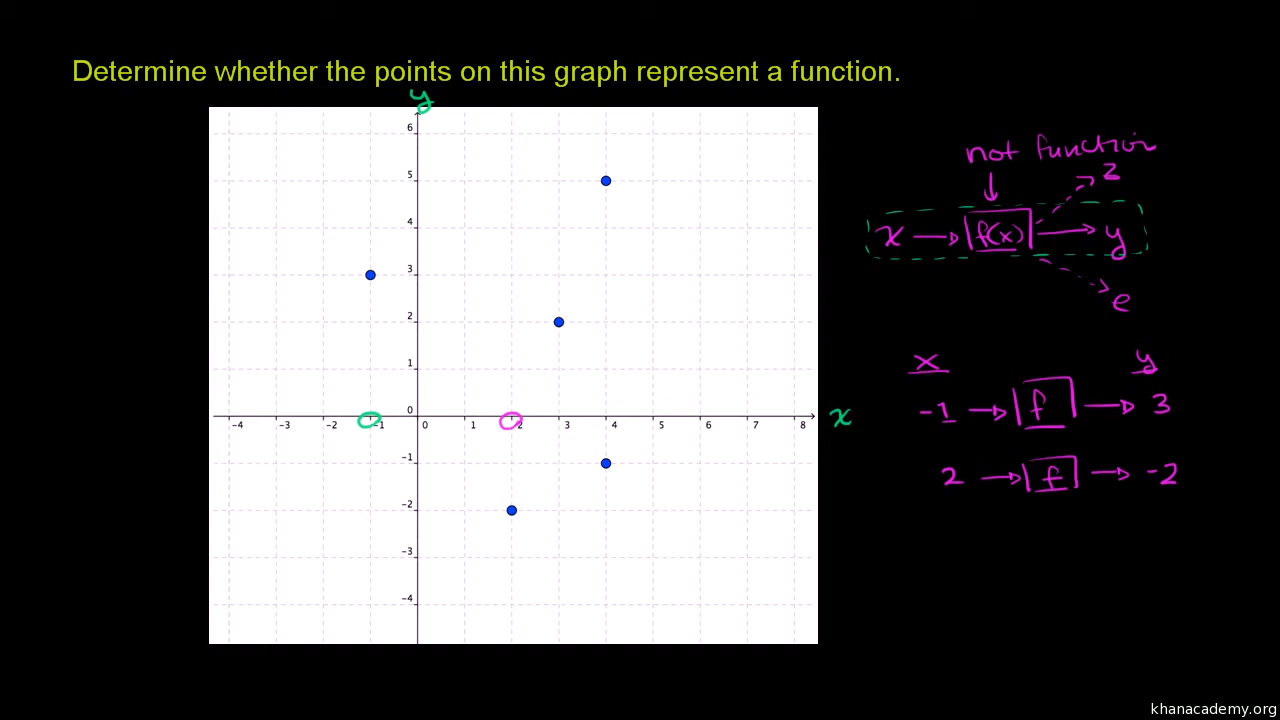 Determine whether the points on this graph represent a function.
y
6
5
4
3
2
1
0
-4 -3 -2 -1 0 1 2 3 4 5 6 7 8
x
-1
-2
-3
-4
not function
z
x f(x) y
e
x y
-1 f 3
2 f -2
khanacademy.org